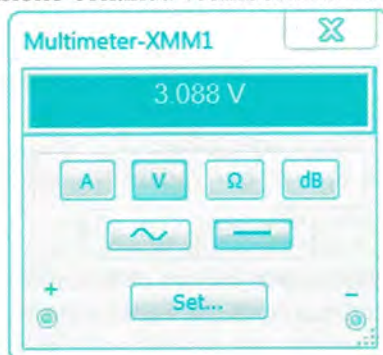 Multimeter-XMM1
3.088 V
A V Ω dB
+ Set... -